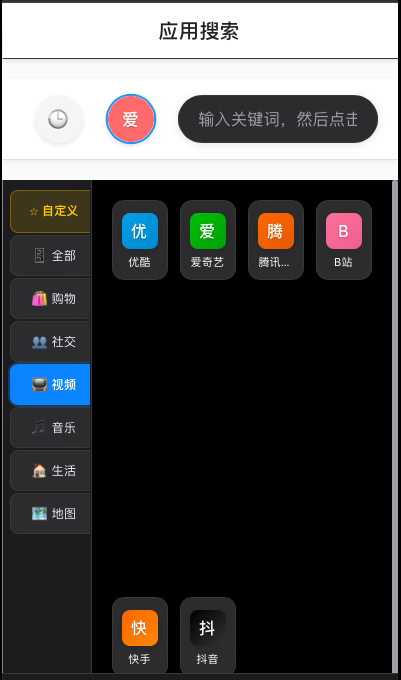 应用搜索
爱
输入关键词，然后点击
☆ 自定义
全部
购物
社交
视频
音乐
生活
地图
优 爱 腾 B
优酷 爱奇艺 腾讯... B站
快 抖
快手 抖音